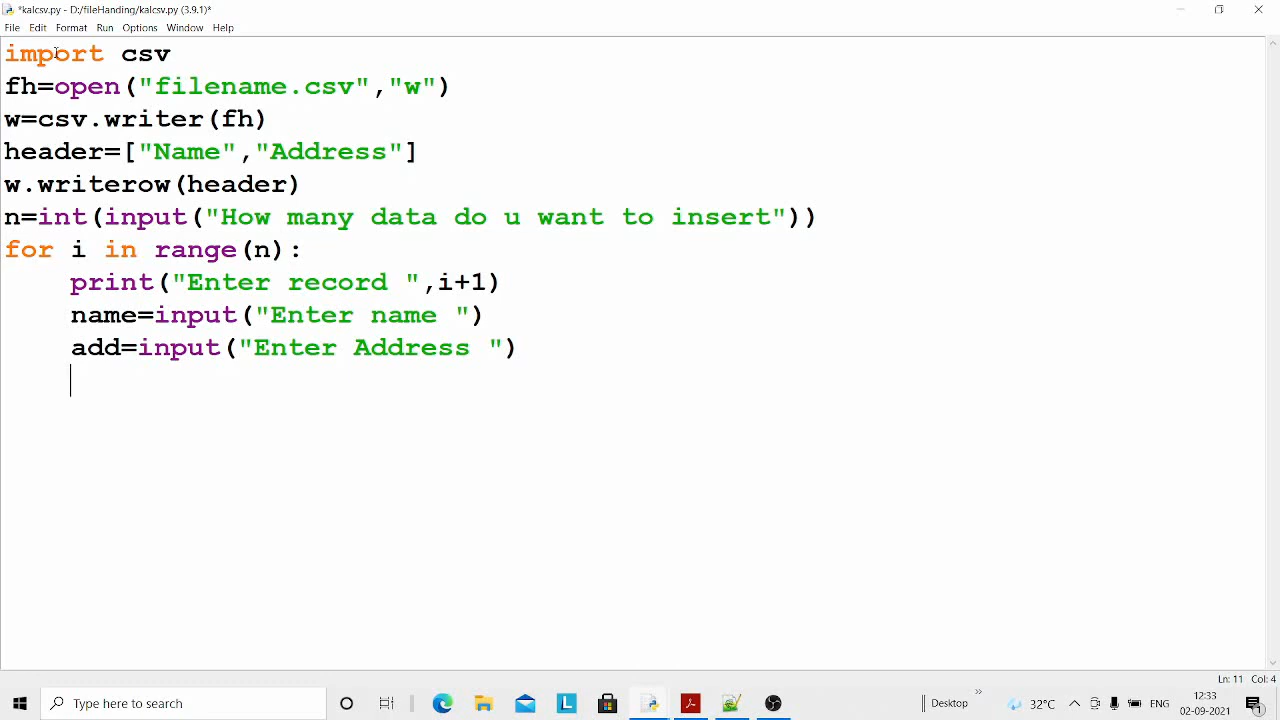 *kalcsv.py - D:/fileHanding/kalcsv.py (3.9.1)*
File Edit Format Run Options Window Help
import csv
fh=open("filename.csv","w")
w=csv.writer(fh)
header=["Name","Address"]
w.writerow(header)
n=int(input("How many data do u want to insert"))
for i in range(n):
    print("Enter record ",i+1)
    name=input("Enter name ")
    add=input("Enter Address ")
Ln: 11 Col: 4
Type here to search
L
Desktop
»
32°C
ENG
12:33
02-09-2021
1